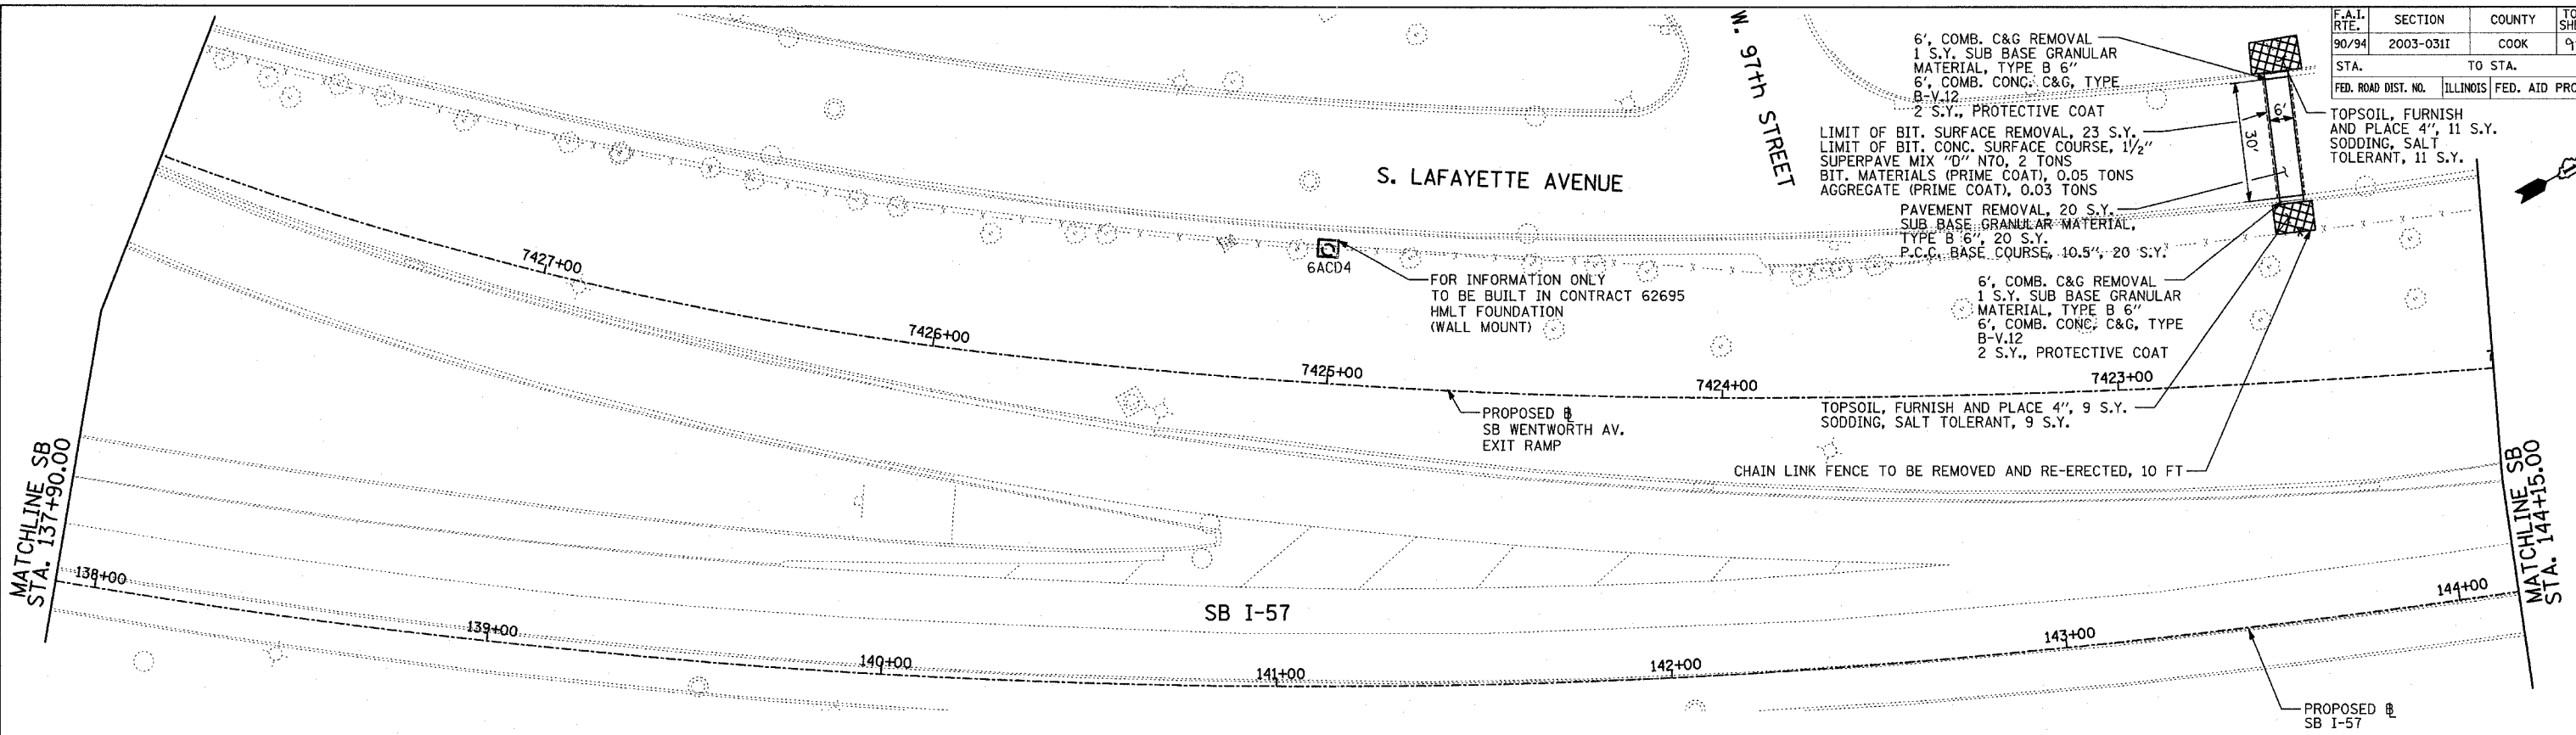 F.A.I. RTE. SECTION COUNTY
90/94 2003-031I COOK
STA. TO STA.
FED. ROAD DIST. NO. ILLINOIS FED. AID
W. 97th STREET
6', COMB. C&G REMOVAL
1 S.Y. SUB BASE GRANULAR
MATERIAL, TYPE B 6"
6', COMB. CONC. C&G, TYPE
B-V.12
2 S.Y., PROTECTIVE COAT
LIMIT OF BIT. SURFACE REMOVAL, 23 S.Y.
LIMIT OF BIT. CONC. SURFACE COURSE, 1 1/2"
SUPERPAVE MIX "D" N70, 2 TONS
BIT. MATERIALS (PRIME COAT), 0.05 TONS
AGGREGATE (PRIME COAT), 0.03 TONS
PAVEMENT REMOVAL, 20 S.Y.
SUB BASE GRANULAR MATERIAL,
TYPE B 6", 20 S.Y.
P.C.C. BASE COURSE, 10.5", 20 S.Y.
6'
30'
TOPSOIL, FURNISH
AND PLACE 4", 11 S.Y.
SODDING, SALT
TOLERANT, 11 S.Y.
S. LAFAYETTE AVENUE
6ACD4
FOR INFORMATION ONLY
TO BE BUILT IN CONTRACT 62695
HMLT FOUNDATION
(WALL MOUNT)
6', COMB. C&G REMOVAL
1 S.Y. SUB BASE GRANULAR
MATERIAL, TYPE B 6"
6', COMB. CONC. C&G, TYPE
B-V.12
2 S.Y., PROTECTIVE COAT
7427+00
7426+00
7425+00
7424+00
7423+00
PROPOSED B
SB WENTWORTH AV.
EXIT RAMP
TOPSOIL, FURNISH AND PLACE 4", 9 S.Y.
SODDING, SALT TOLERANT, 9 S.Y.
CHAIN LINK FENCE TO BE REMOVED AND RE-ERECTED, 10 FT
MATCHLINE SB
STA. 137+90.00
MATCHLINE SB
STA. 144+15.00
SB I-57
138+00
139+00
140+00
141+00
142+00
143+00
144+00
PROPOSED B
SB I-57